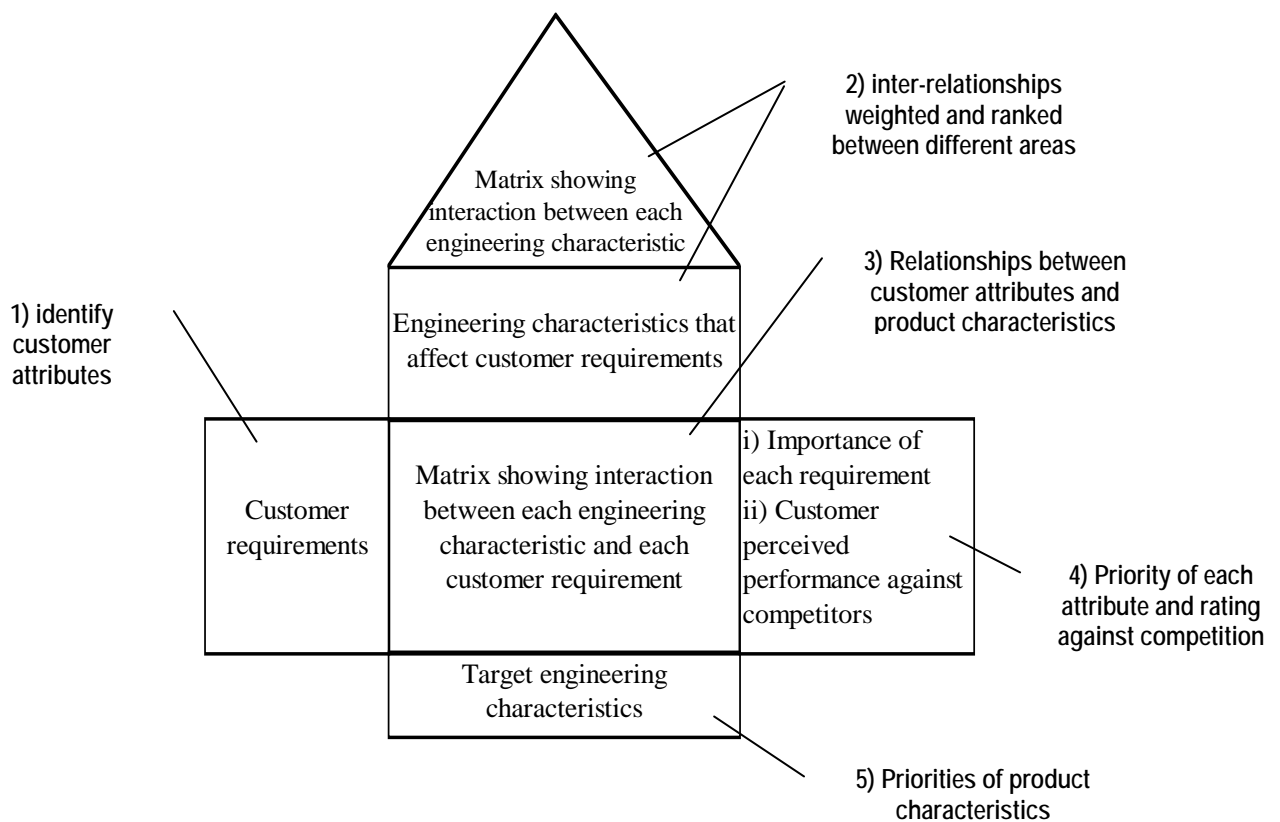 2) inter-relationships
weighted and ranked
between different areas
Matrix showing
interaction between each
engineering characteristic
3) Relationships between
customer attributes and
product characteristics
1) identify
customer
attributes
Engineering characteristics that
affect customer requirements
Customer
requirements
Matrix showing interaction
between each engineering
characteristic and each
customer requirement
i) Importance of
each requirement
ii) Customer
perceived
performance against
competitors
4) Priority of each
attribute and rating
against competition
Target engineering
characteristics
5) Priorities of product
characteristics